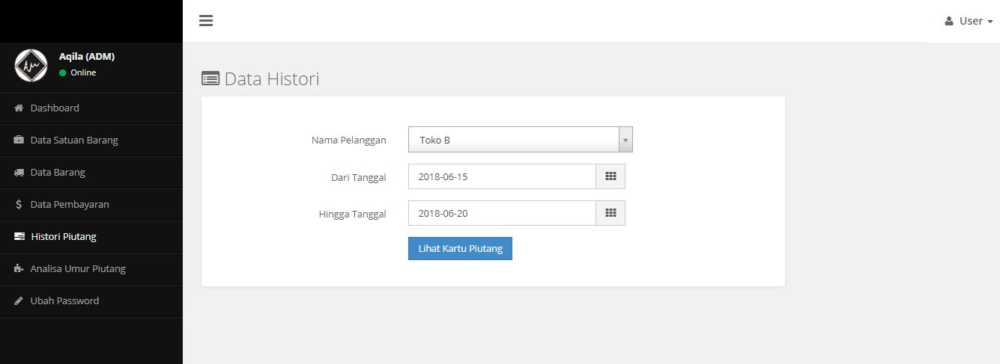 User
Aqila (ADM)
Online
Dashboard
Data Satuan Barang
Data Barang
Data Pembayaran
Histori Piutang
Analisa Umur Piutang
Ubah Password
Data Histori
Nama Pelanggan
Toko B
Dari Tanggal
2018-06-15
Hingga Tanggal
2018-06-20
Lihat Kartu Piutang